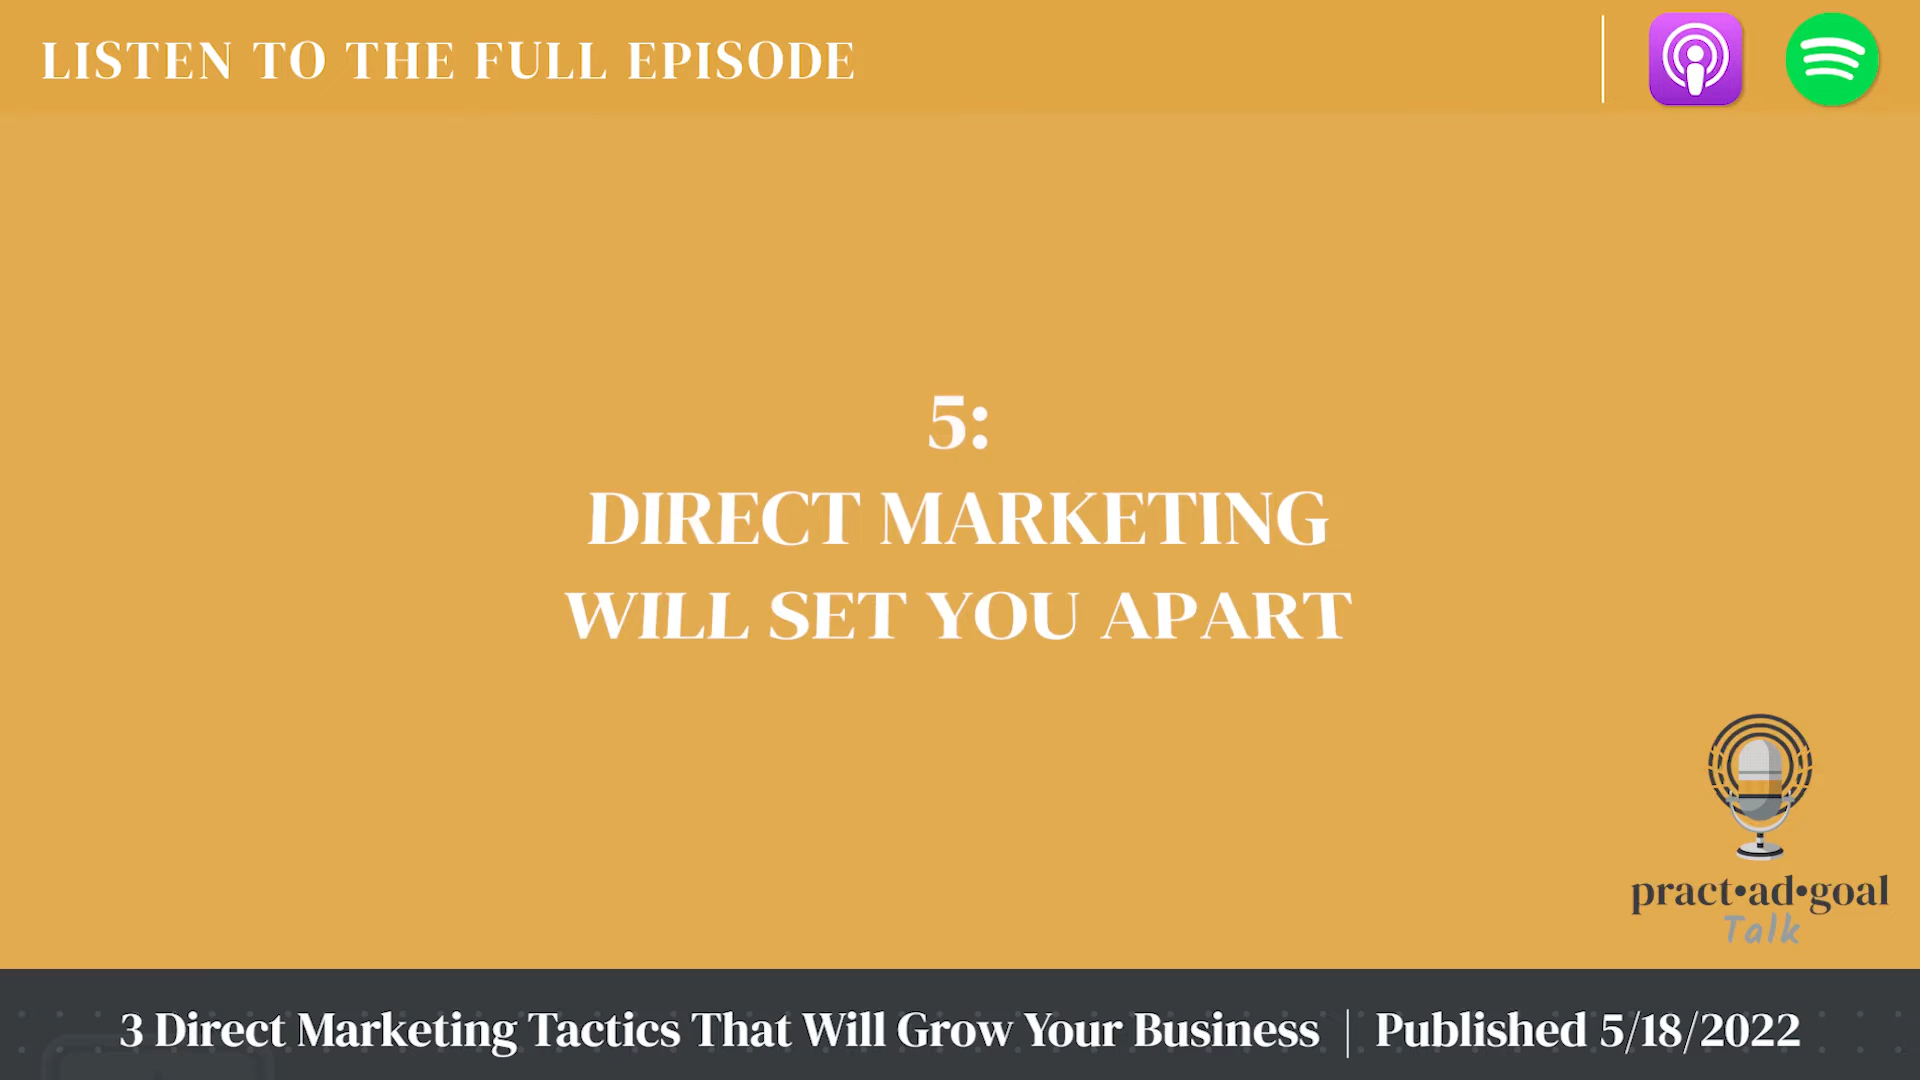 LISTEN TO THE FULL EPISODE
5:
DIRECT MARKETING
WILL SET YOU APART
pract•ad•goal
Talk
3 Direct Marketing Tactics That Will Grow Your Business | Published 5/18/2022